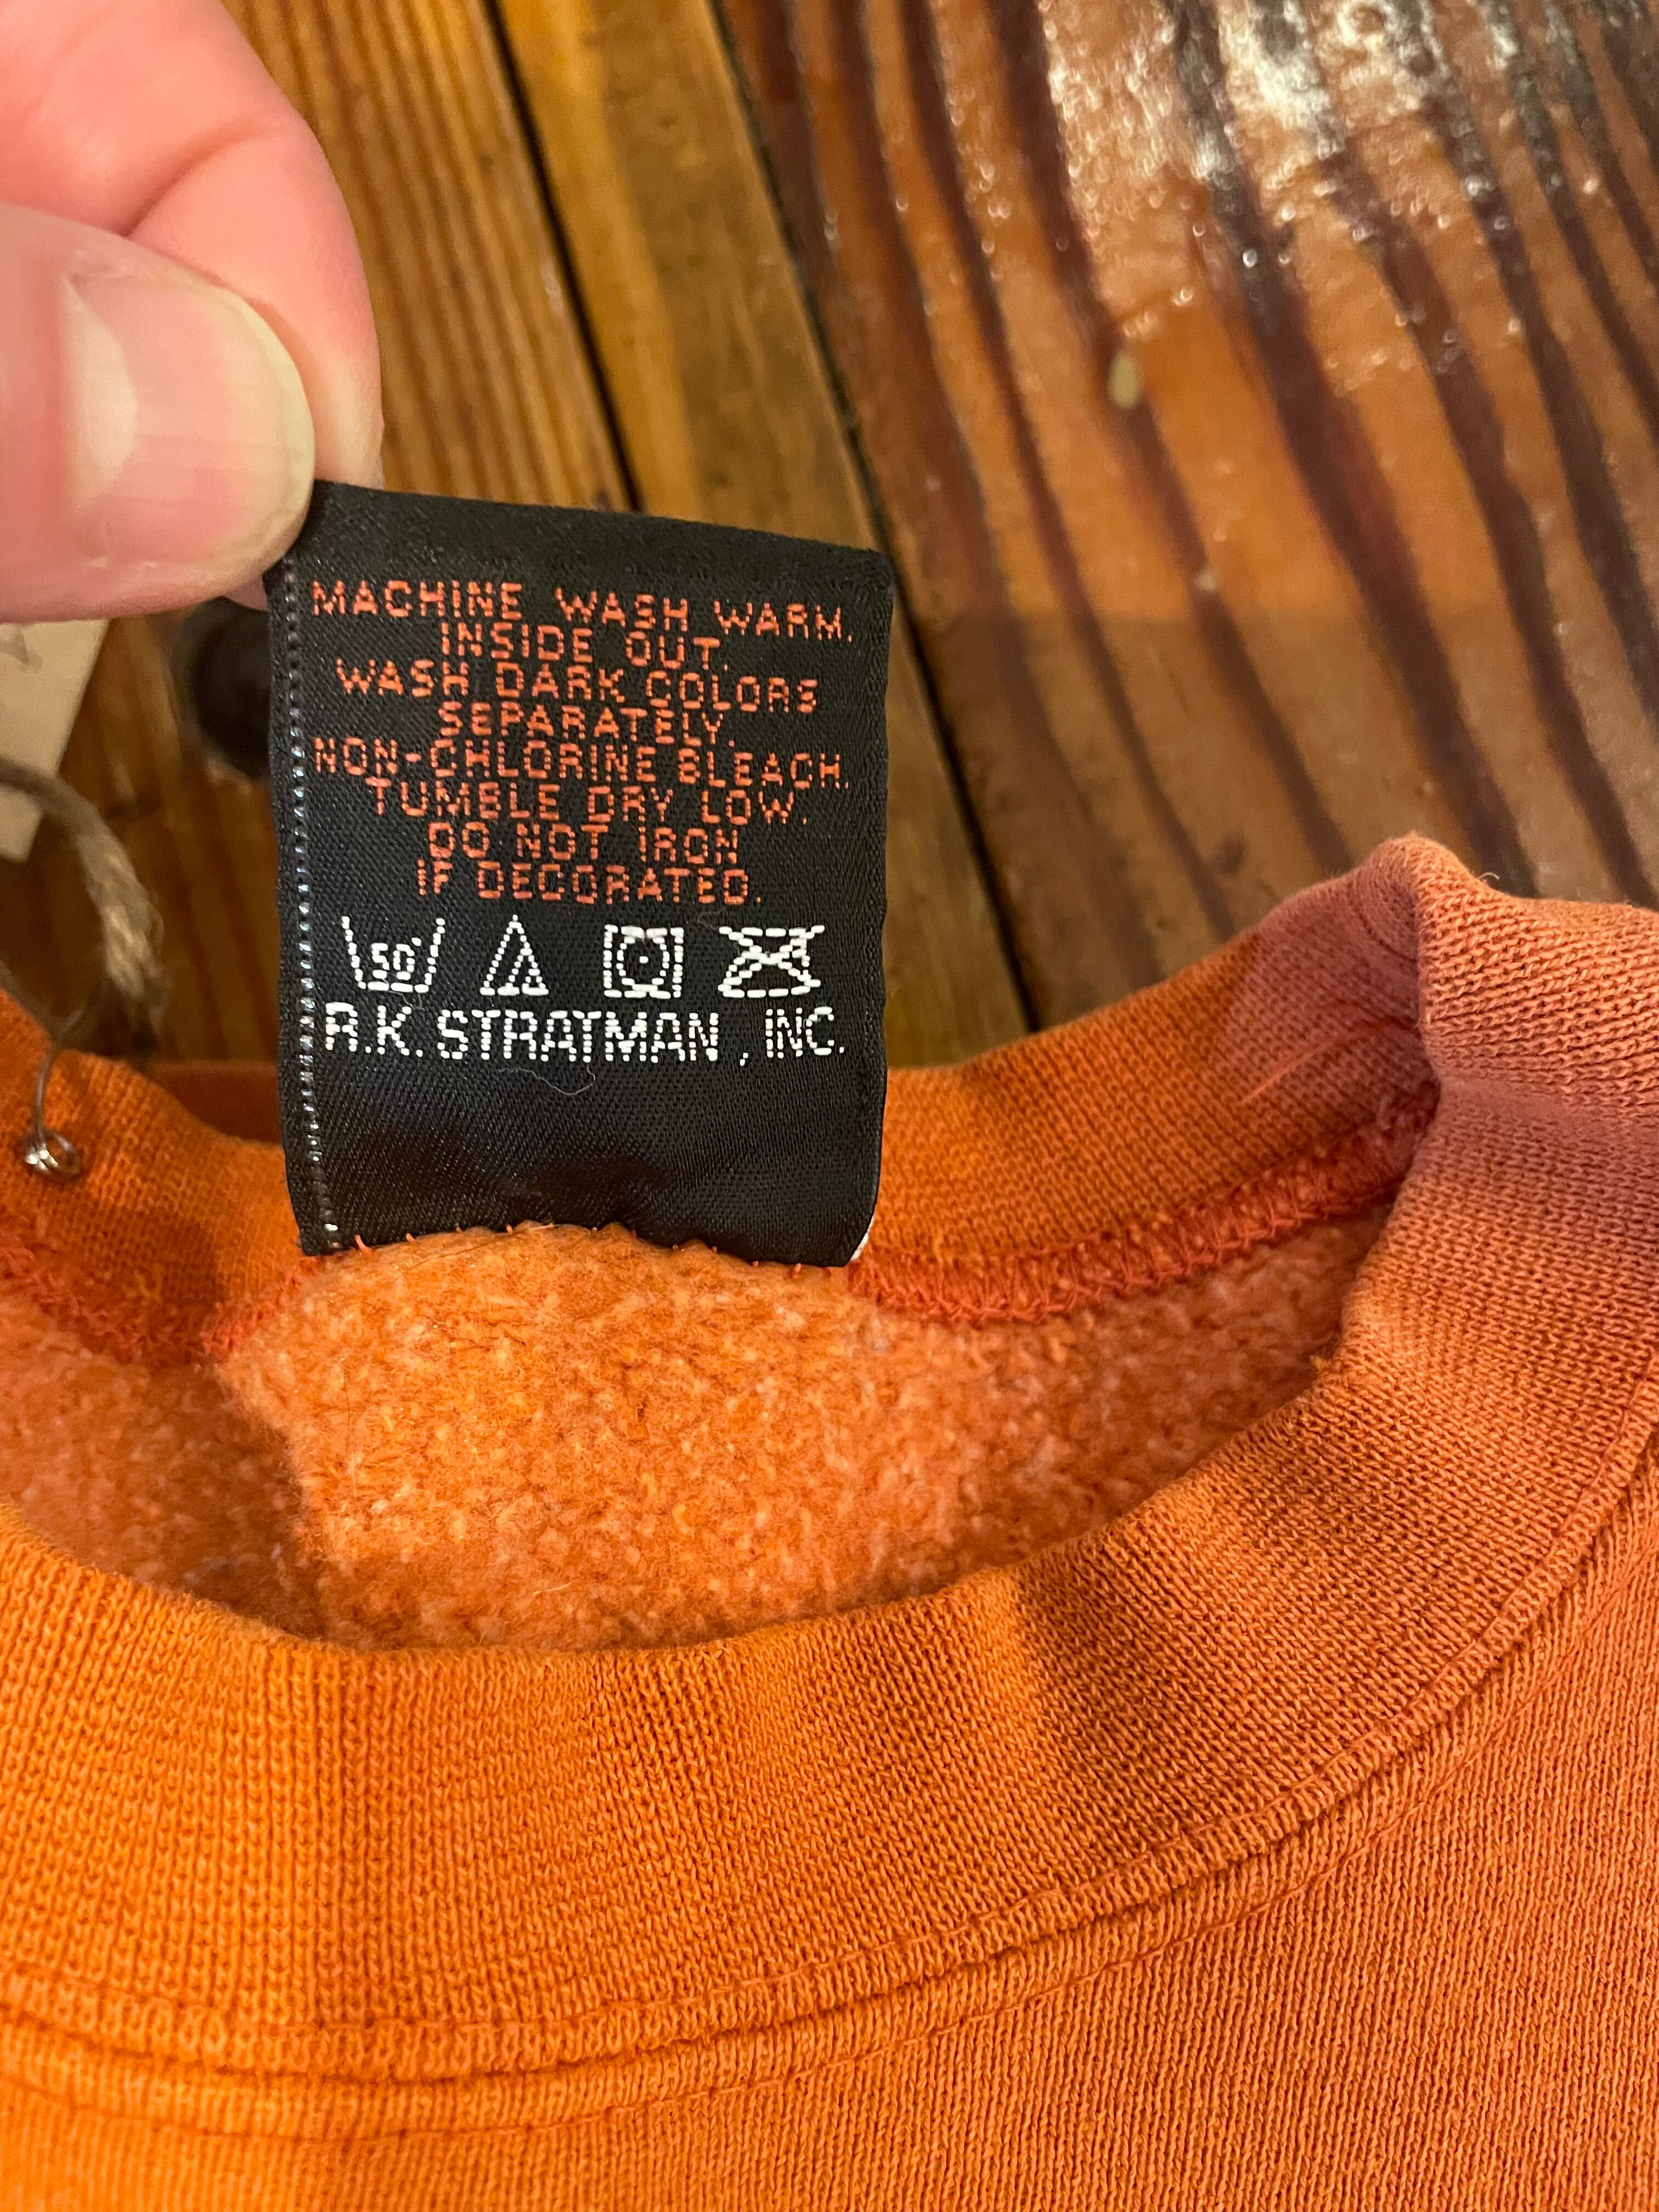 MACHINE WASH WARM.
INSIDE OUT.
WASH DARK COLORS
SEPARATELY
NON-CHLORINE BLEACH.
TUMBLE DRY LOW.
DO NOT IRON
IF DECORATED.
50°
R.K. STRATMAN, INC.